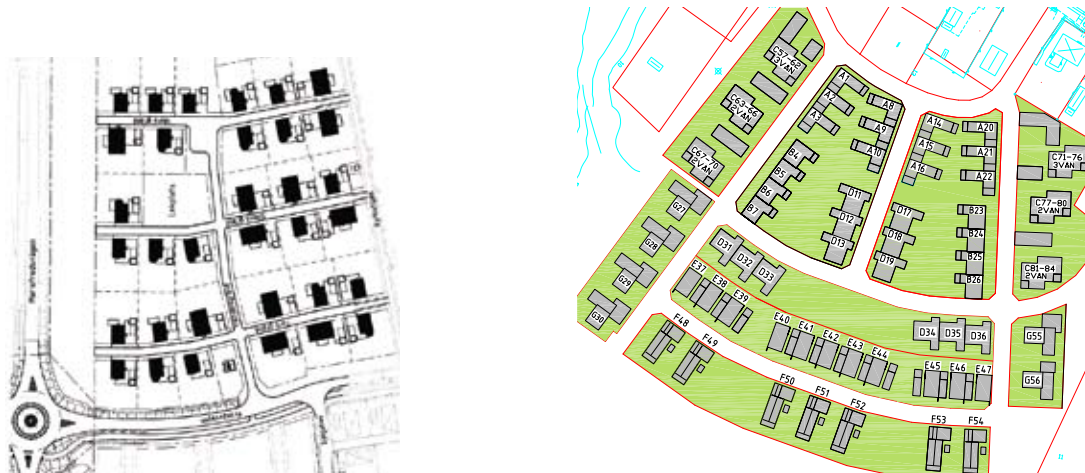 C57-62
3VAN
C63-66
2VAN
C67-70
2VAN
A1
A2
A3
A8
A9
A10
B4
B5
B6
B7
D11
D12
D13
A14
A15
A16
A20
A21
A22
D17
D18
D19
B23
B24
B25
B26
C71-76
3VAN
C77-80
2VAN
C81-84
2VAN
G27
G28
G29
G30
D31
D32
D33
E37
E38
E39
E40
E41
E42
E43
E44
D34
D35
D36
E45
E46
E47
F48
F49
F50
F51
F52
F53
F54
G55
G56